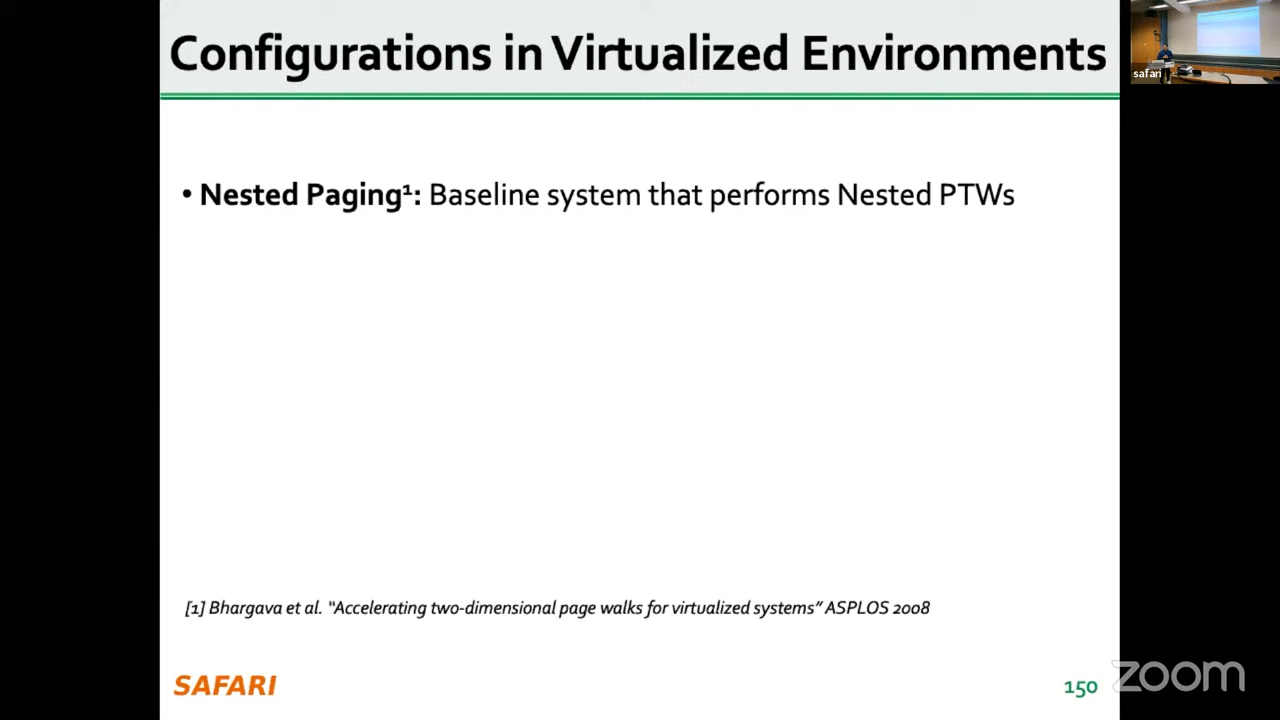 Configurations in Virtualized Environments
safari
• Nested Paging¹: Baseline system that performs Nested PTWs
[1] Bhargava et al. “Accelerating two-dimensional page walks for virtualized systems” ASPLOS 2008
SAFARI
150
zoom